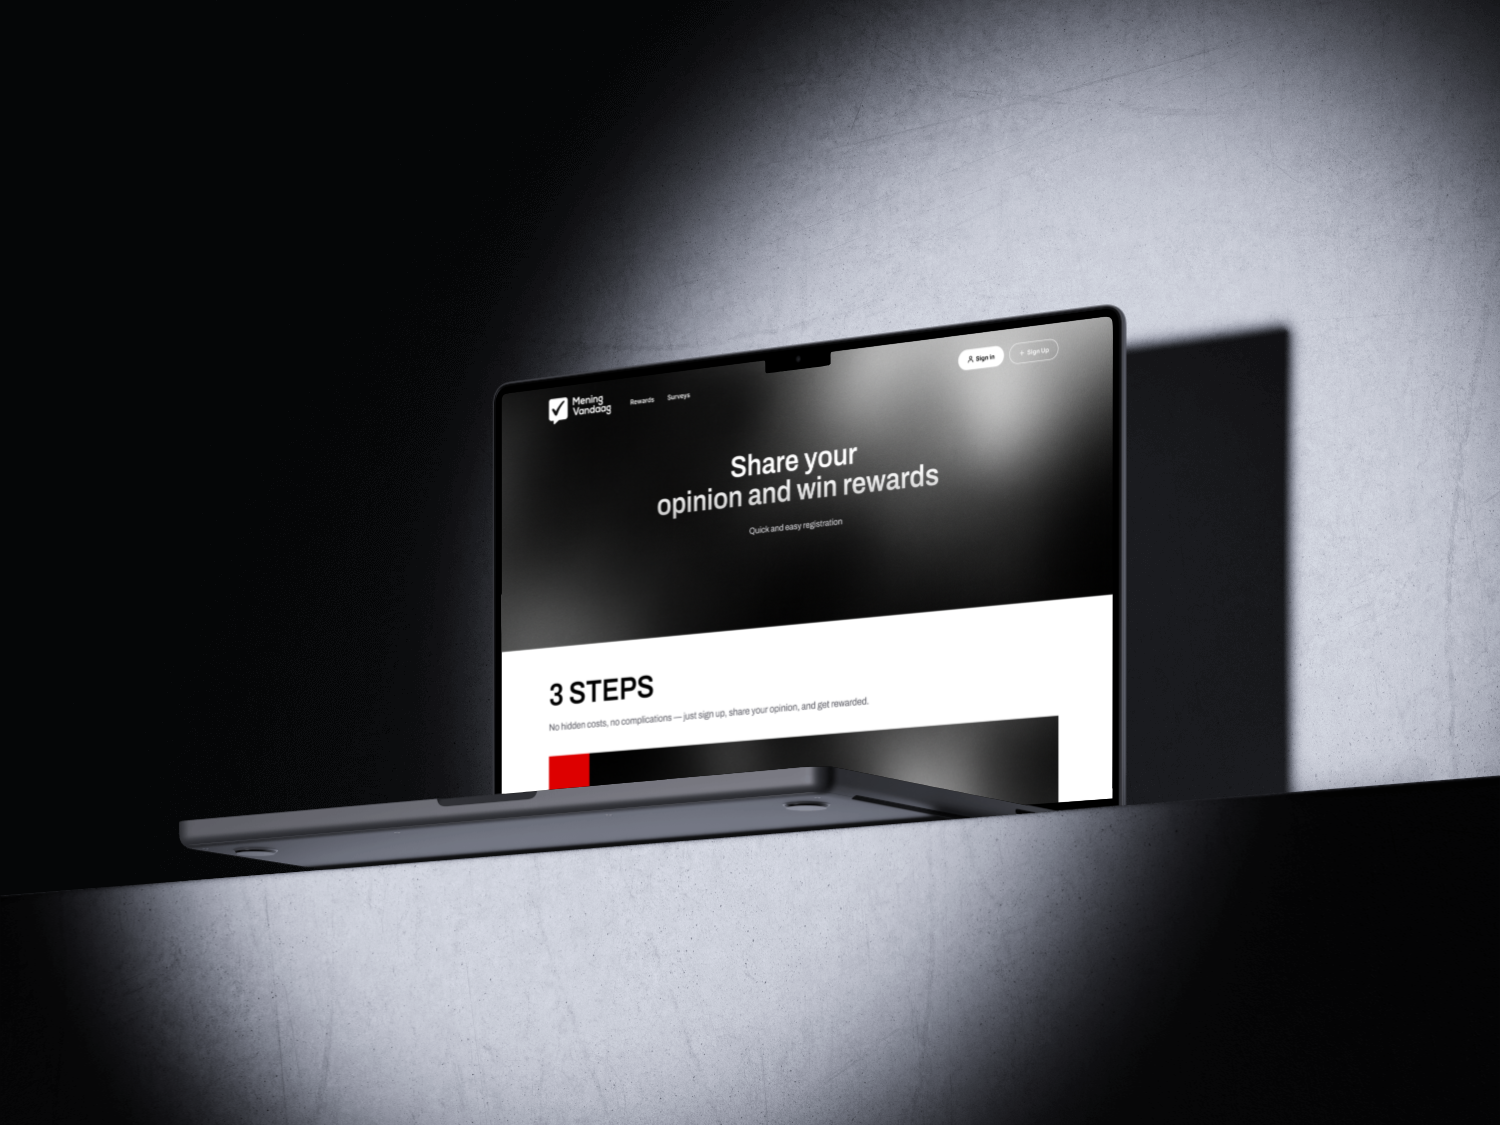 Mening
Vandaag
Rewards
Surveys
Sign in
+ Sign Up
Share your
opinion and win rewards
Quick and easy registration
3 STEPS
No hidden costs, no complications — just sign up, share your opinion, and get rewarded.